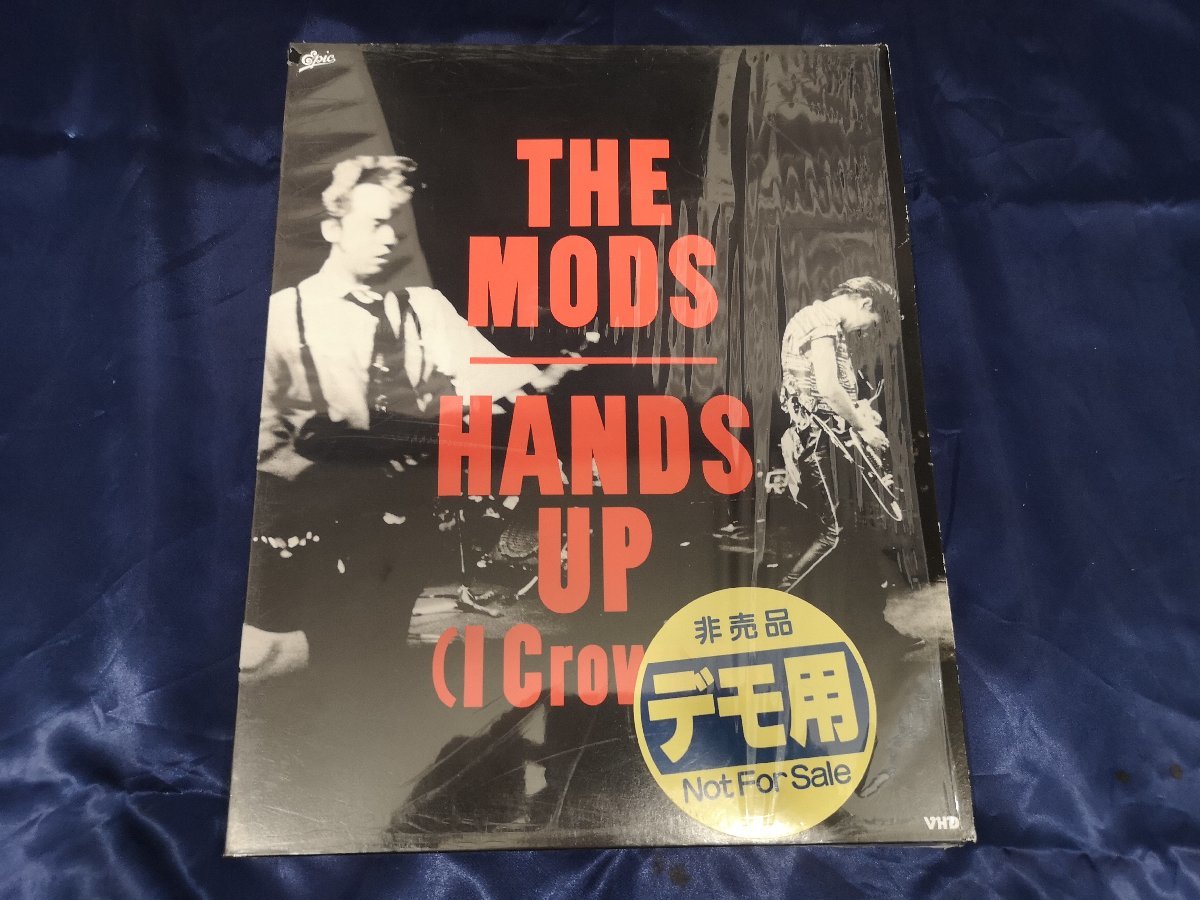 Epic
THE
MODS
HANDS
UP
(I Crow
非売品
デモ用
Not For Sale
VHD